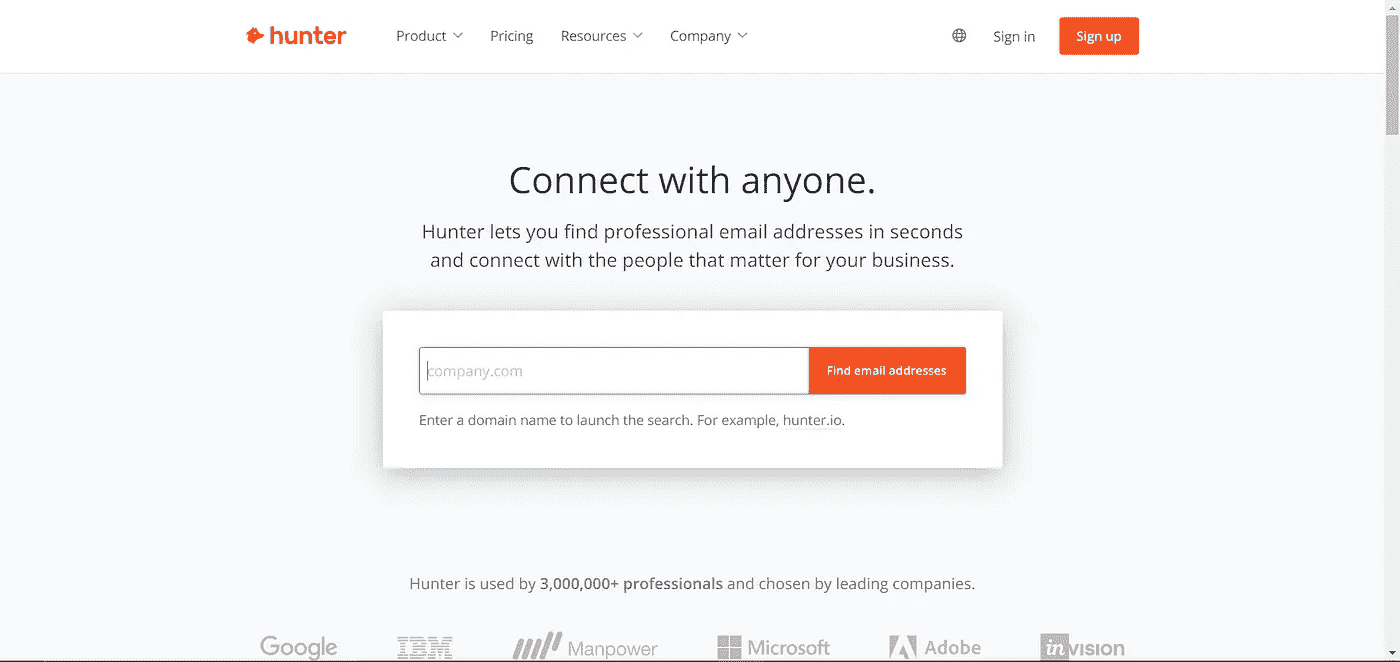 hunter
Product
Pricing
Resources
Company
Sign in
Sign up
Connect with anyone.
Hunter lets you find professional email addresses in seconds
and connect with the people that matter for your business.
company.com
Find email addresses
Enter a domain name to launch the search. For example, hunter.io.
Hunter is used by 3,000,000+ professionals and chosen by leading companies.
Google
IBM
Manpower
Microsoft
Adobe
invision